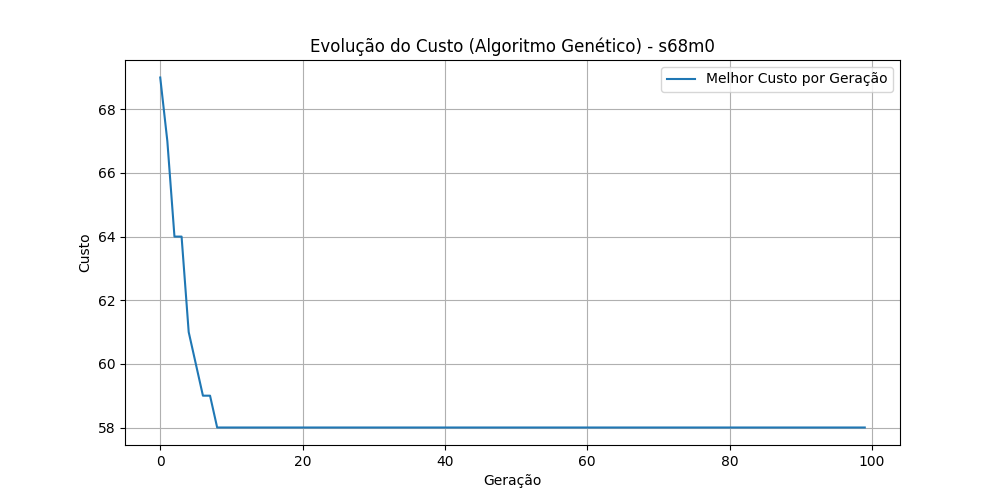 Evolução do Custo (Algoritmo Genético) - s68m0
Melhor Custo por Geração
Custo
68
66
64
62
60
58
0 20 40 60 80 100
Geração